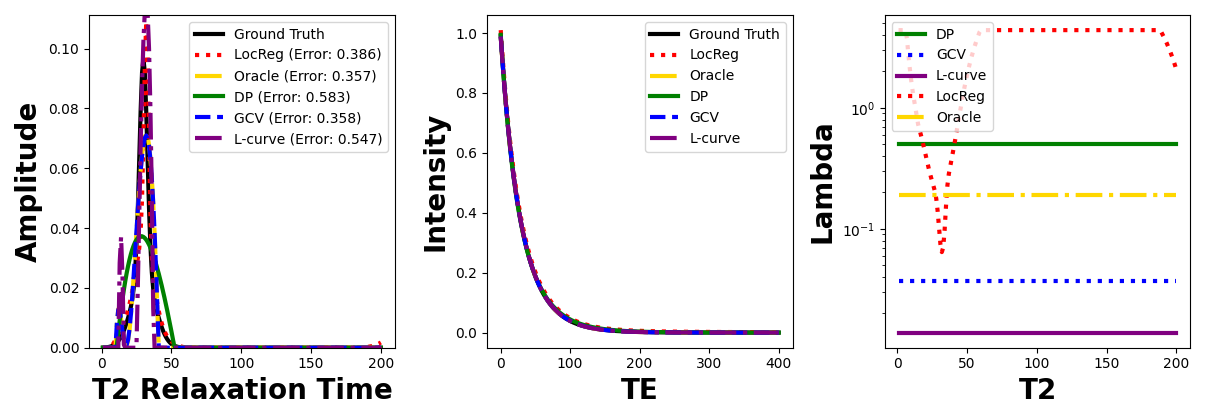 Amplitude
0.10
0.08
0.06
0.04
0.02
0.00
Ground Truth
LocReg (Error: 0.386)
Oracle (Error: 0.357)
DP (Error: 0.583)
GCV (Error: 0.358)
L-curve (Error: 0.547)
0 50 100 150 200
T2 Relaxation Time
Intensity
1.0
0.8
0.6
0.4
0.2
0.0
Ground Truth
LocReg
Oracle
DP
GCV
L-curve
0 100 200 300 400
TE
Lambda
10⁰
10⁻¹
DP
GCV
L-curve
LocReg
Oracle
0 50 100 150 200
T2